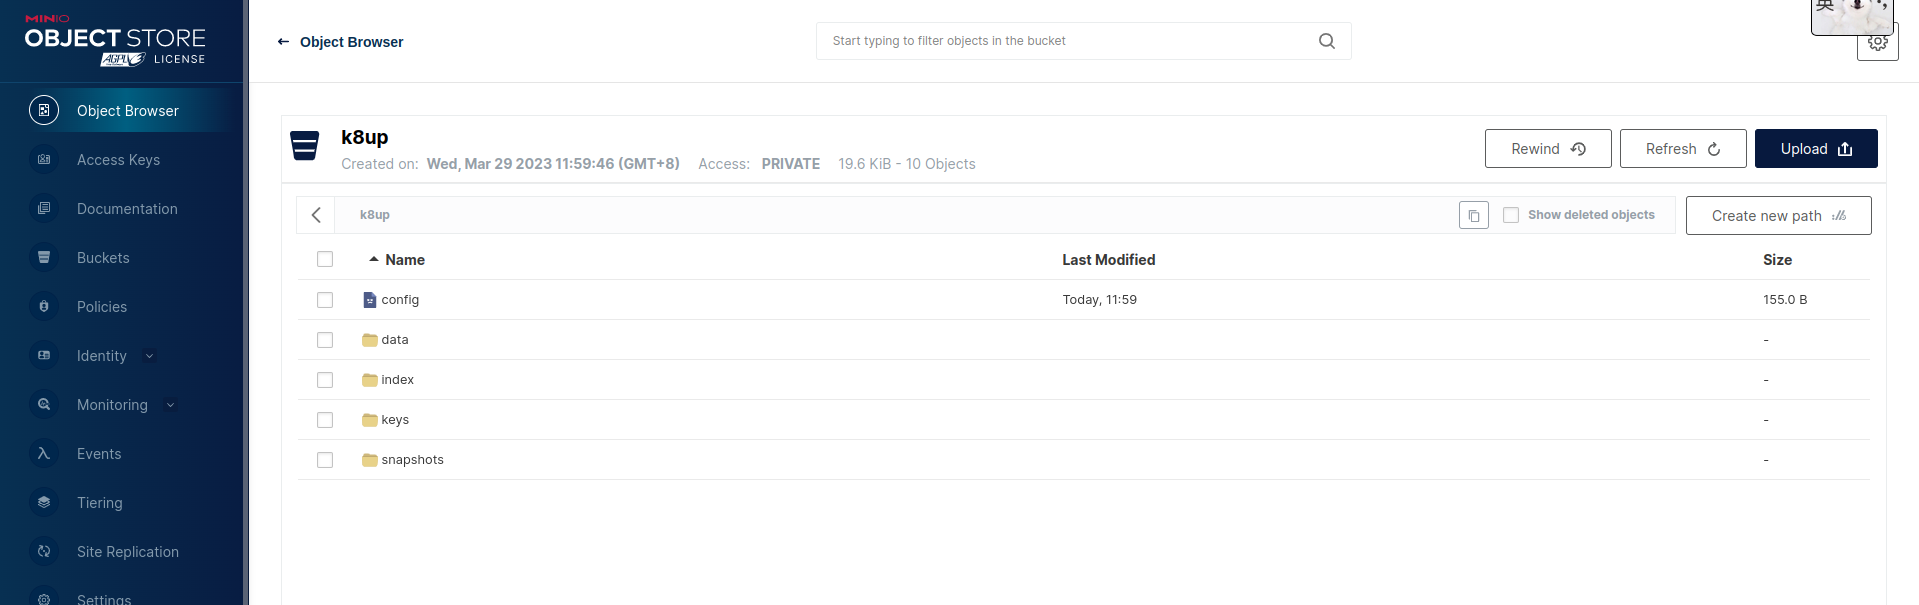 MINIO
OBJECT STORE
AGPL LICENSE
Object Browser
Access Keys
Documentation
Buckets
Policies
Identity
Monitoring
Events
Tiering
Site Replication
Settings
← Object Browser
Start typing to filter objects in the bucket
英
k8up
Created on: Wed, Mar 29 2023 11:59:46 (GMT+8) Access: PRIVATE 19.6 KiB - 10 Objects
Rewind
Refresh
Upload
k8up
Show deleted objects
Create new path
Name Last Modified Size
config Today, 11:59 155.0 B
data -
index -
keys -
snapshots -